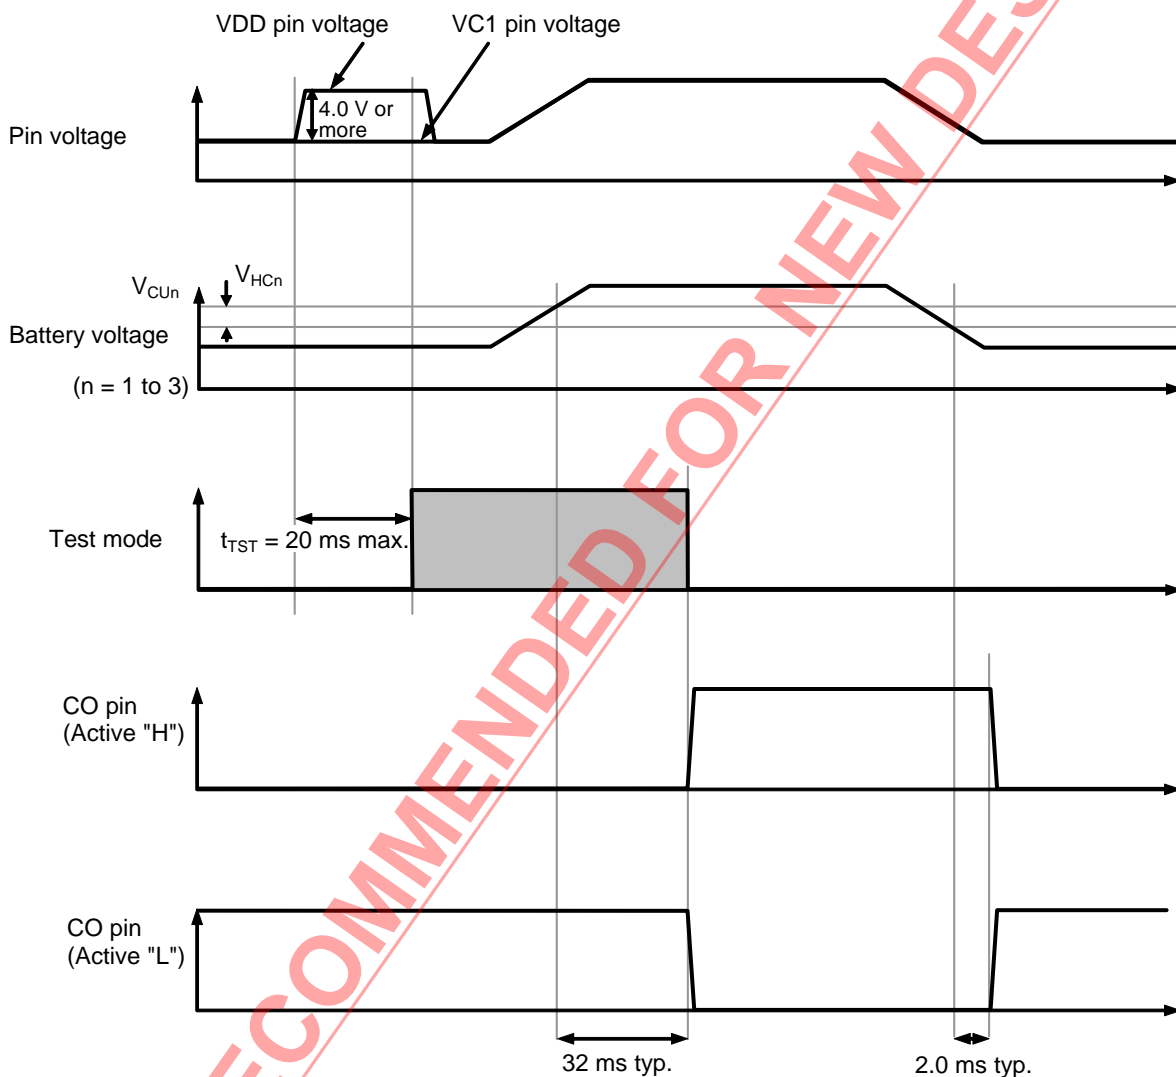 VDD pin voltage
VC1 pin voltage
4.0 V or
more
Pin voltage
VCUn
VHCn
Battery voltage
(n = 1 to 3)
Test mode
tTST = 20 ms max.
CO pin
(Active "H")
CO pin
(Active "L")
32 ms typ.
2.0 ms typ.
RECOMMENDED FOR NEW DES